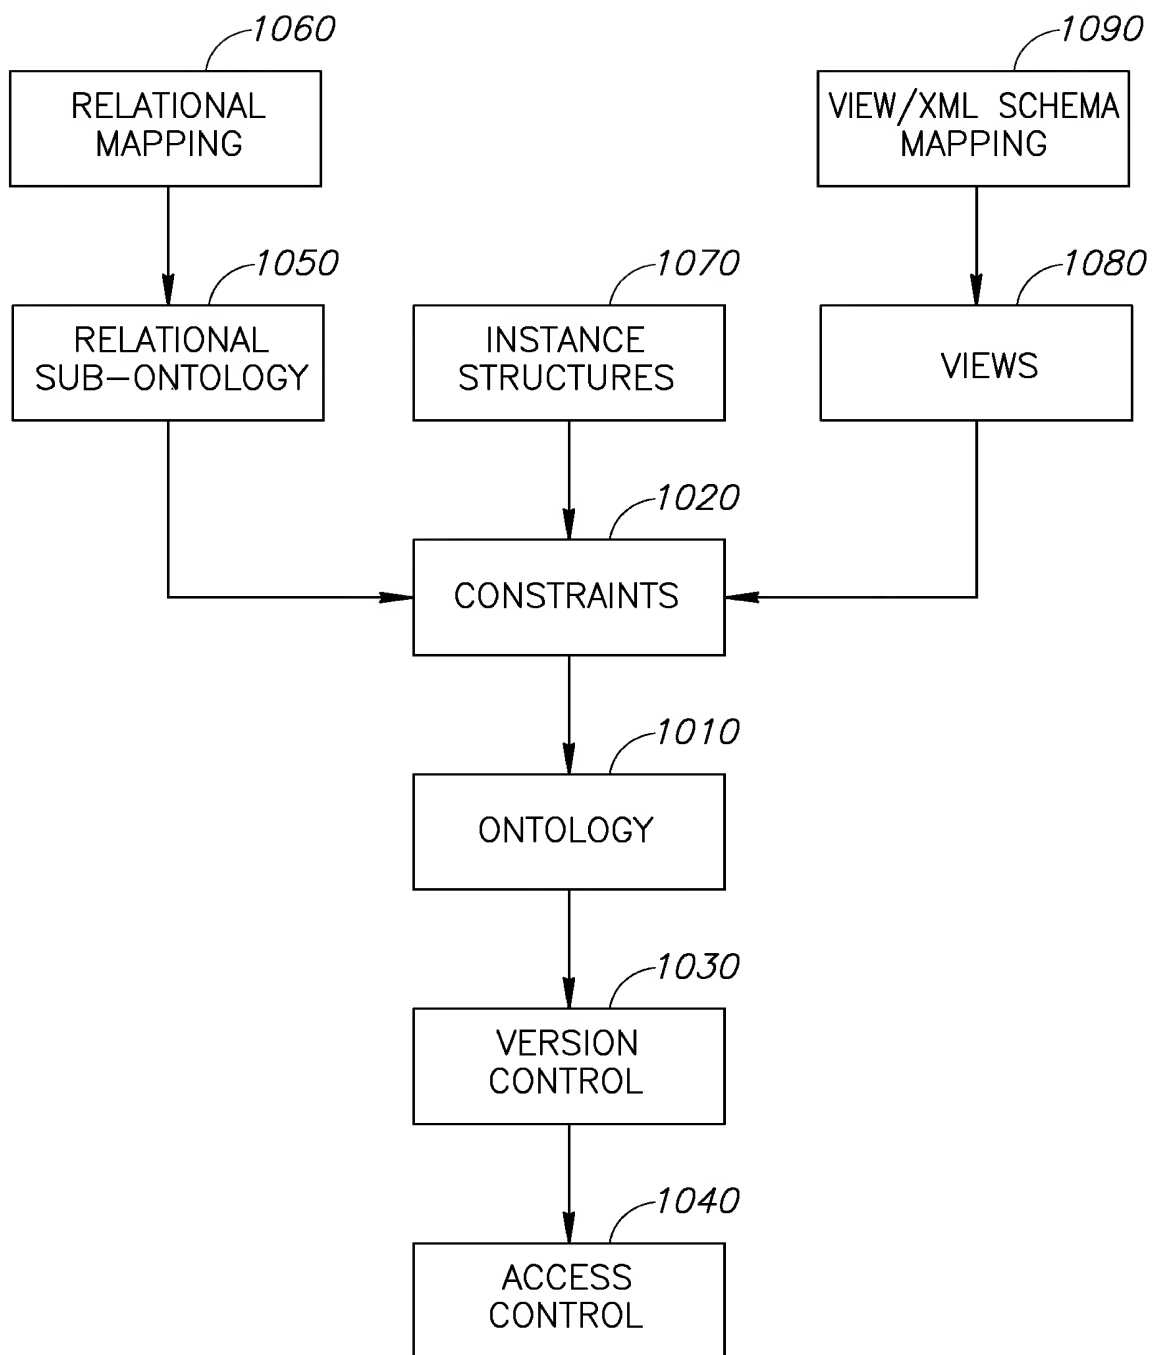 1060
1090
RELATIONAL
MAPPING
VIEW/XML SCHEMA
MAPPING
1050
1070
1080
RELATIONAL
SUB-ONTOLOGY
INSTANCE
STRUCTURES
VIEWS
1020
CONSTRAINTS
1010
ONTOLOGY
1030
VERSION
CONTROL
1040
ACCESS
CONTROL